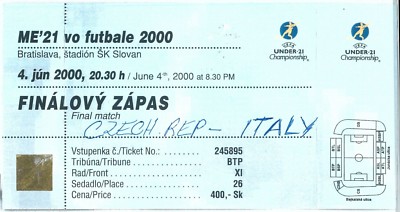 ME'21 vo futbale 2000
Bratislava, štadión ŠK Slovan
4. jún 2000, 20.30 h / June 4th, 2000 at 8.30 PM
UEFA
UNDER-21
Championship
UEFA
UNDER-21
Championship
FINÁLOVÝ ZÁPAS
Final match
CZECH REP – ITALY
Vstupenka č./Ticket No.: 245895
Tribúna/Tribune BTP
Rad/Front XI
Sedadlo/Place 26
Cena/Price 400,- Sk